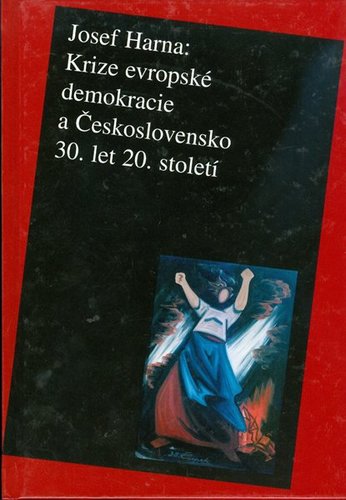 Josef Harna:
Krize evropské
demokracie
a Československo
30. let 20. století